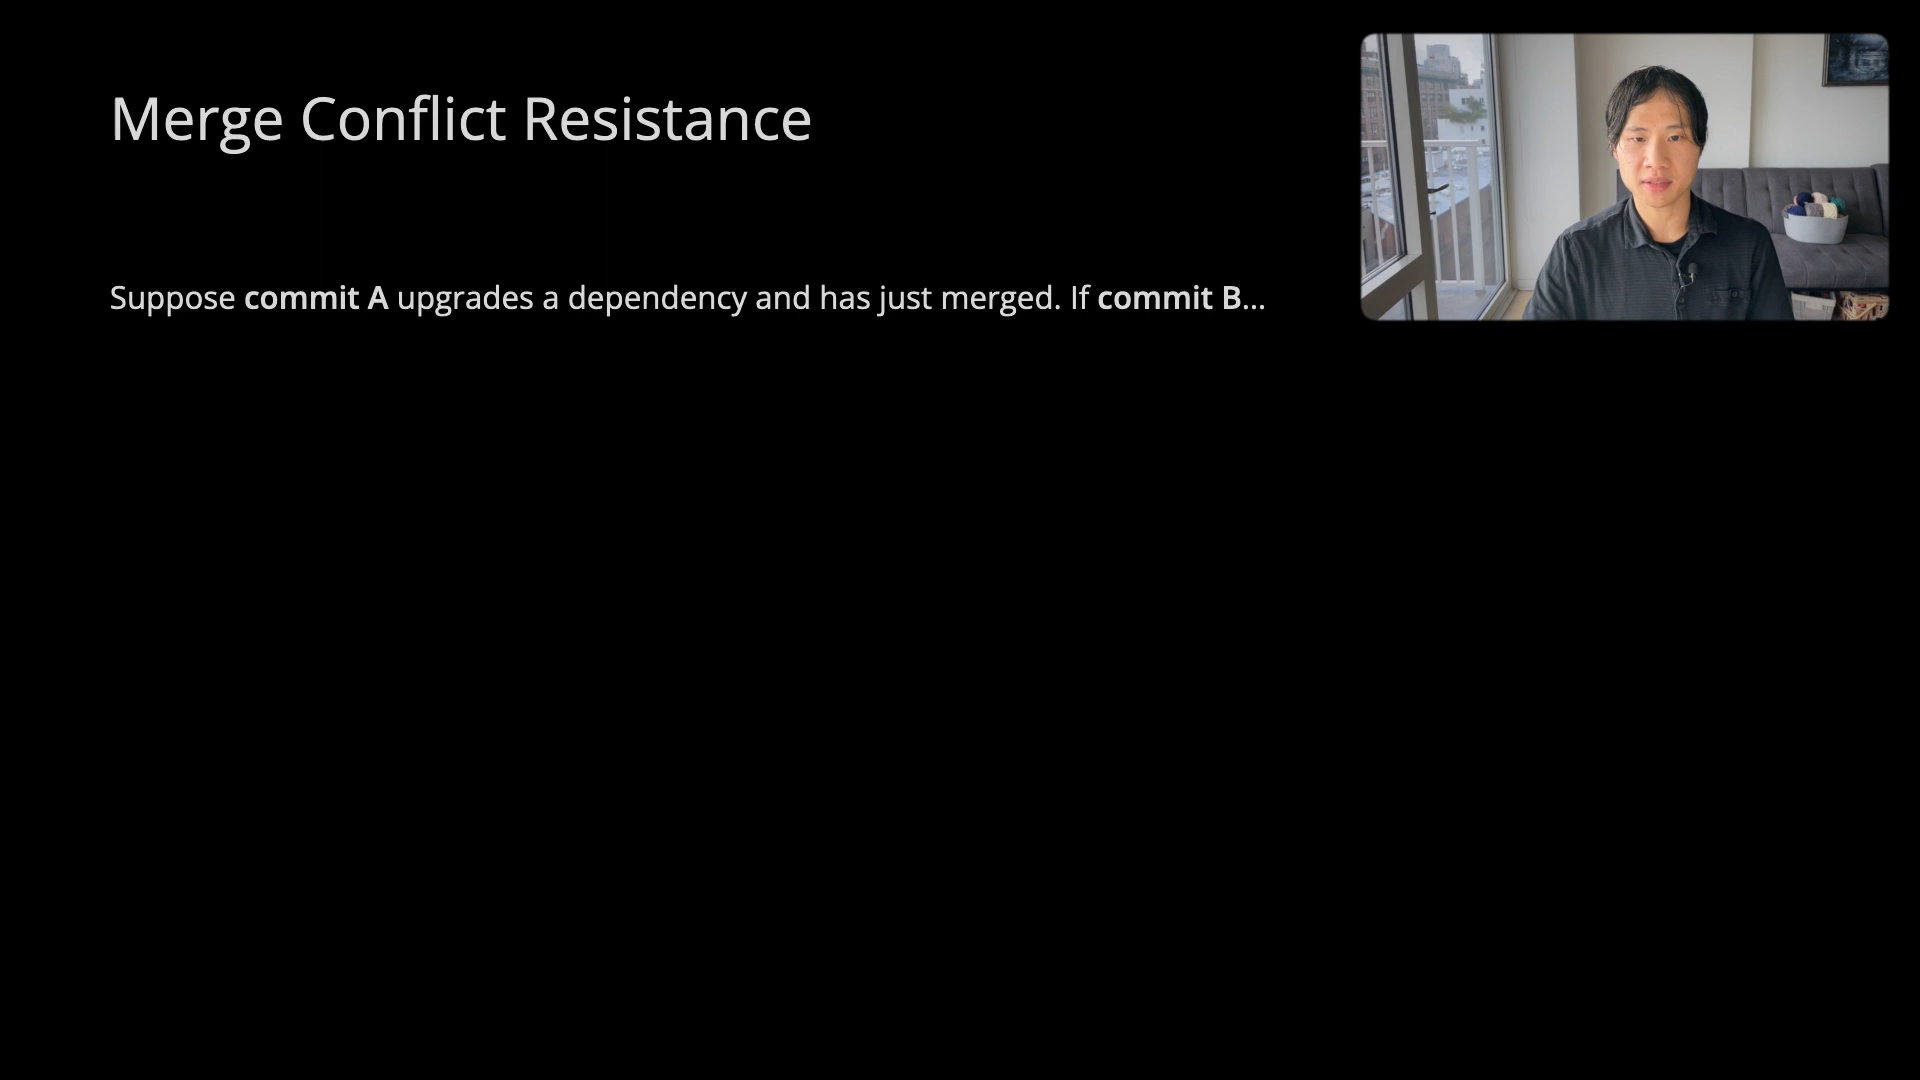 Merge Conflict Resistance
Suppose commit A upgrades a dependency and has just merged. If commit B...